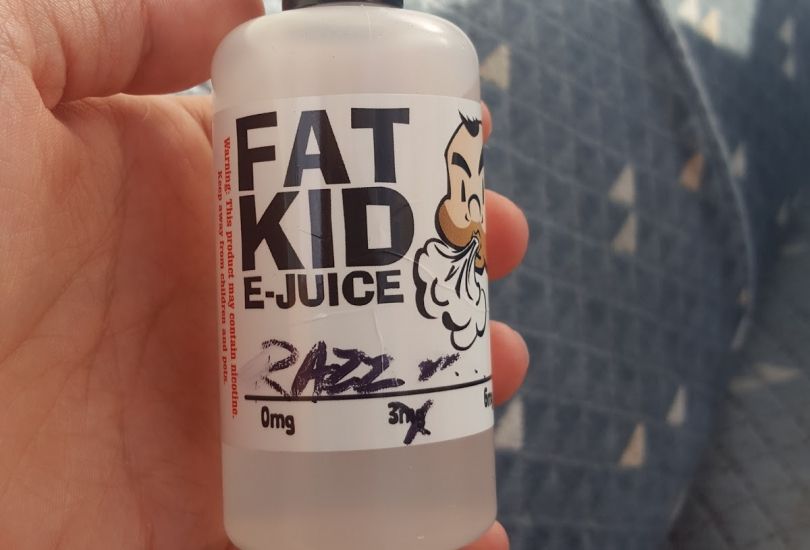 FAT
KID
E-JUICE
RAZZ
0mg 3mg
Warning: This product may contain nicotine.
Keep away from children and pets.